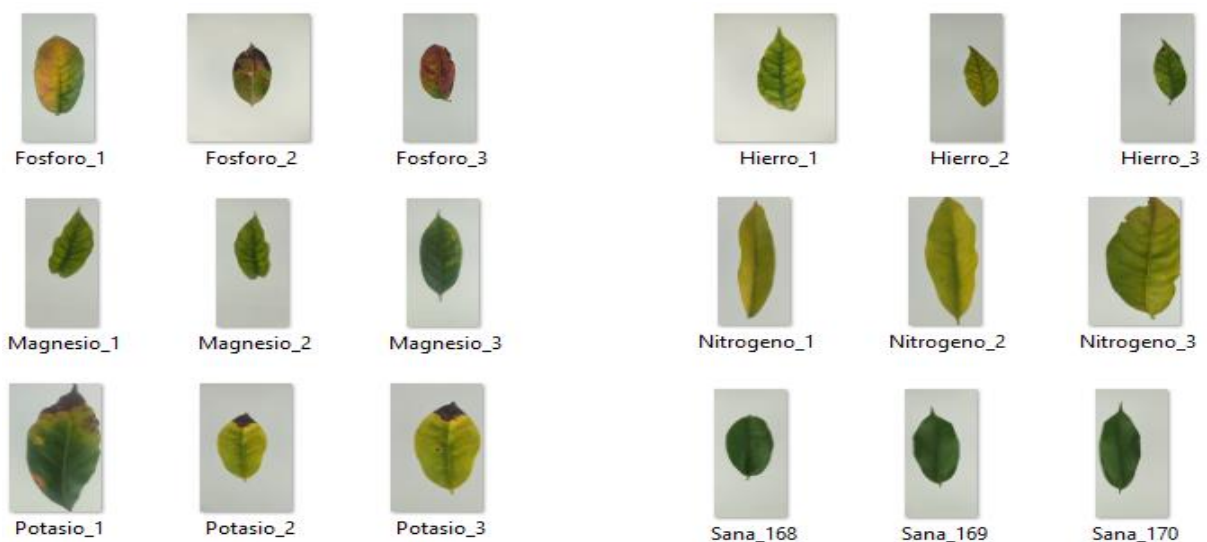 Fosforo_1 Fosforo_2 Fosforo_3 Hierro_1 Hierro_2 Hierro_3
Magnesio_1 Magnesio_2 Magnesio_3 Nitrogeno_1 Nitrogeno_2 Nitrogeno_3
Potasio_1 Potasio_2 Potasio_3 Sana_168 Sana_169 Sana_170